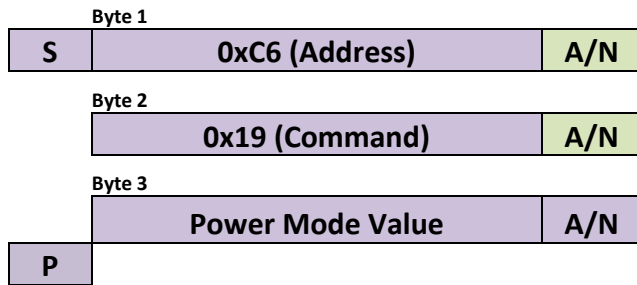 Byte 1
S 0xC6 (Address) A/N
Byte 2
0x19 (Command) A/N
Byte 3
Power Mode Value A/N
P